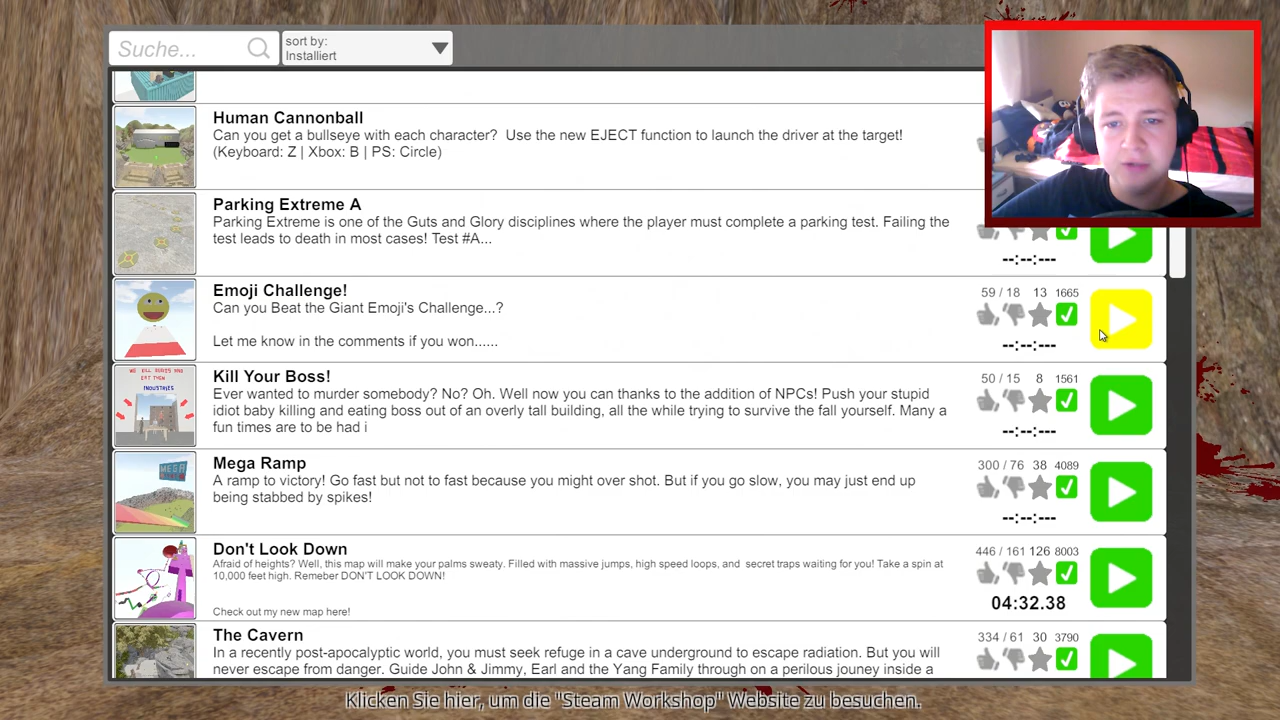 Suche...
sort by:
Installiert
Human Cannonball
Can you get a bullseye with each character? Use the new EJECT function to launch the driver at the target!
(Keyboard: Z | Xbox: B | PS: Circle)
Parking Extreme A
Parking Extreme is one of the Guts and Glory disciplines where the player must complete a parking test. Failing the
test leads to death in most cases! Test #A...
--:--:---
Emoji Challenge!
Can you Beat the Giant Emoji's Challenge...?
Let me know in the comments if you won......
59 / 18 13 1665
--:--:---
WE KILL BABIES AND
EAT THEM
INDUSTRIES
Kill Your Boss!
Ever wanted to murder somebody? No? Oh. Well now you can thanks to the addition of NPCs! Push your stupid
idiot baby killing and eating boss out of an overly tall building, all the while trying to survive the fall yourself. Many a
fun times are to be had i
50 / 15 8 1561
--:--:---
MEGA
Mega Ramp
A ramp to victory! Go fast but not to fast because you might over shot. But if you go slow, you may just end up
being stabbed by spikes!
300 / 76 38 4089
--:--:---
Don't Look Down
Afraid of heights? Well, this map will make your palms sweaty. Filled with massive jumps, high speed loops, and secret traps waiting for you! Take a spin at
10,000 feet high. Remeber DON'T LOOK DOWN!
Check out my new map here!
446 / 161 126 8003
04:32.38
The Cavern
In a recently post-apocalyptic world, you must seek refuge in a cave underground to escape radiation. But you will
never escape from danger. Guide John & Jimmy, Earl and the Yang Family through on a perilous jouney inside a
334 / 61 30 3790
Klicken Sie hier, um die "Steam Workshop" Website zu besuchen.